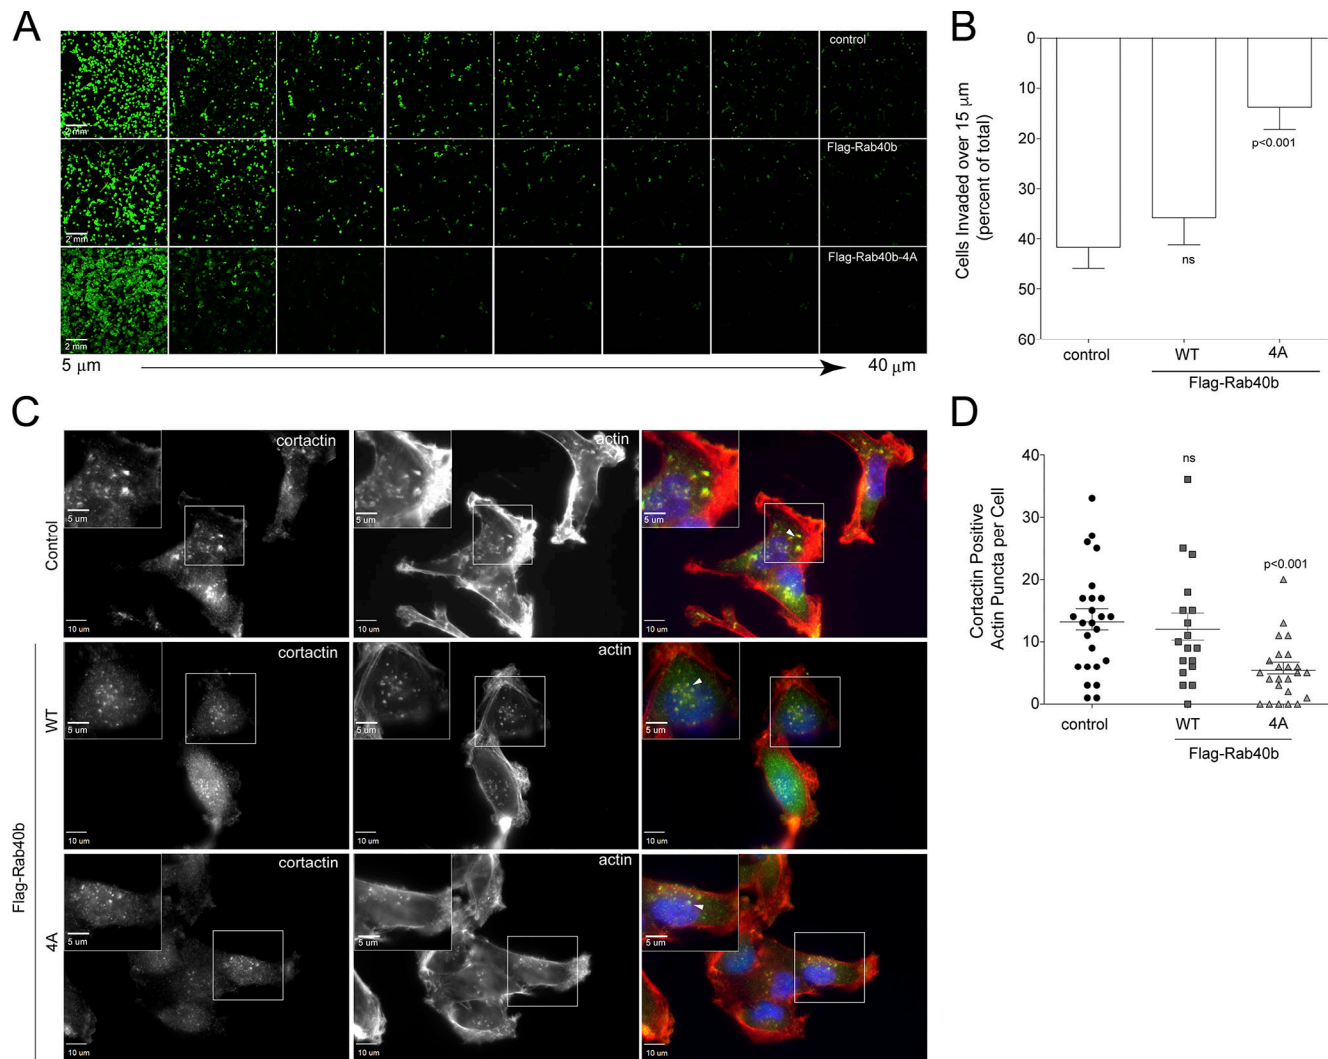 A
control
2 mm
Flag-Rab40b
2 mm
Flag-Rab40b-4A
2 mm
5 μm
40 μm
B
Cells Invaded over 15 μm
(percent of total)
0
10
20
30
40
50
60
p<0.001
ns
control
WT
4A
Flag-Rab40b
C
Control
cortactin
5 um
10 um
actin
5 um
10 um
5 um
10 um
Flag-Rab40b
WT
cortactin
5 um
10 um
actin
5 um
10 um
5 um
10 um
4A
cortactin
5 um
10 um
actin
5 um
10 um
5 um
10 um
D
Cortactin Positive
Actin Puncta per Cell
40
30
20
10
0
ns
p<0.001
control
WT
4A
Flag-Rab40b